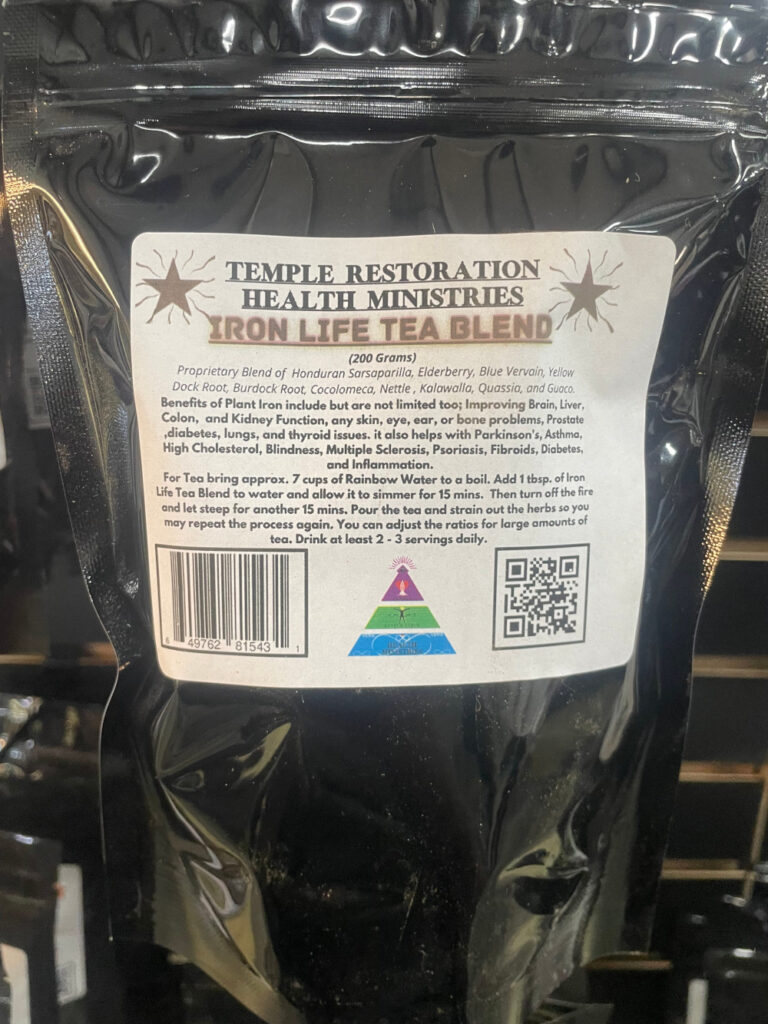 TEMPLE RESTORATION
HEALTH MINISTRIES
IRON LIFE TEA BLEND
(200 Grams)
Proprietary Blend of Honduran Sarsaparilla, Elderberry, Blue Vervain, Yellow
Dock Root, Burdock Root, Cocolomeca, Nettle , Kalawalla, Quassia, and Guaco.
Benefits of Plant Iron include but are not limited too; Improving Brain, Liver,
Colon, and Kidney Function, any skin, eye, ear, or bone problems, Prostate
,diabetes, lungs, and thyroid issues. it also helps with Parkinson's, Asthma,
High Cholesterol, Blindness, Multiple Sclerosis, Psoriasis, Fibroids, Diabetes,
and Inflammation.
For Tea bring approx. 7 cups of Rainbow Water to a boil. Add 1 tbsp. of Iron
Life Tea Blend to water and allow it to simmer for 15 mins. Then turn off the fire
and let steep for another 15 mins. Pour the tea and strain out the herbs so you
may repeat the process again. You can adjust the ratios for large amounts of
tea. Drink at least 2 - 3 servings daily.
6 49762 81543 1